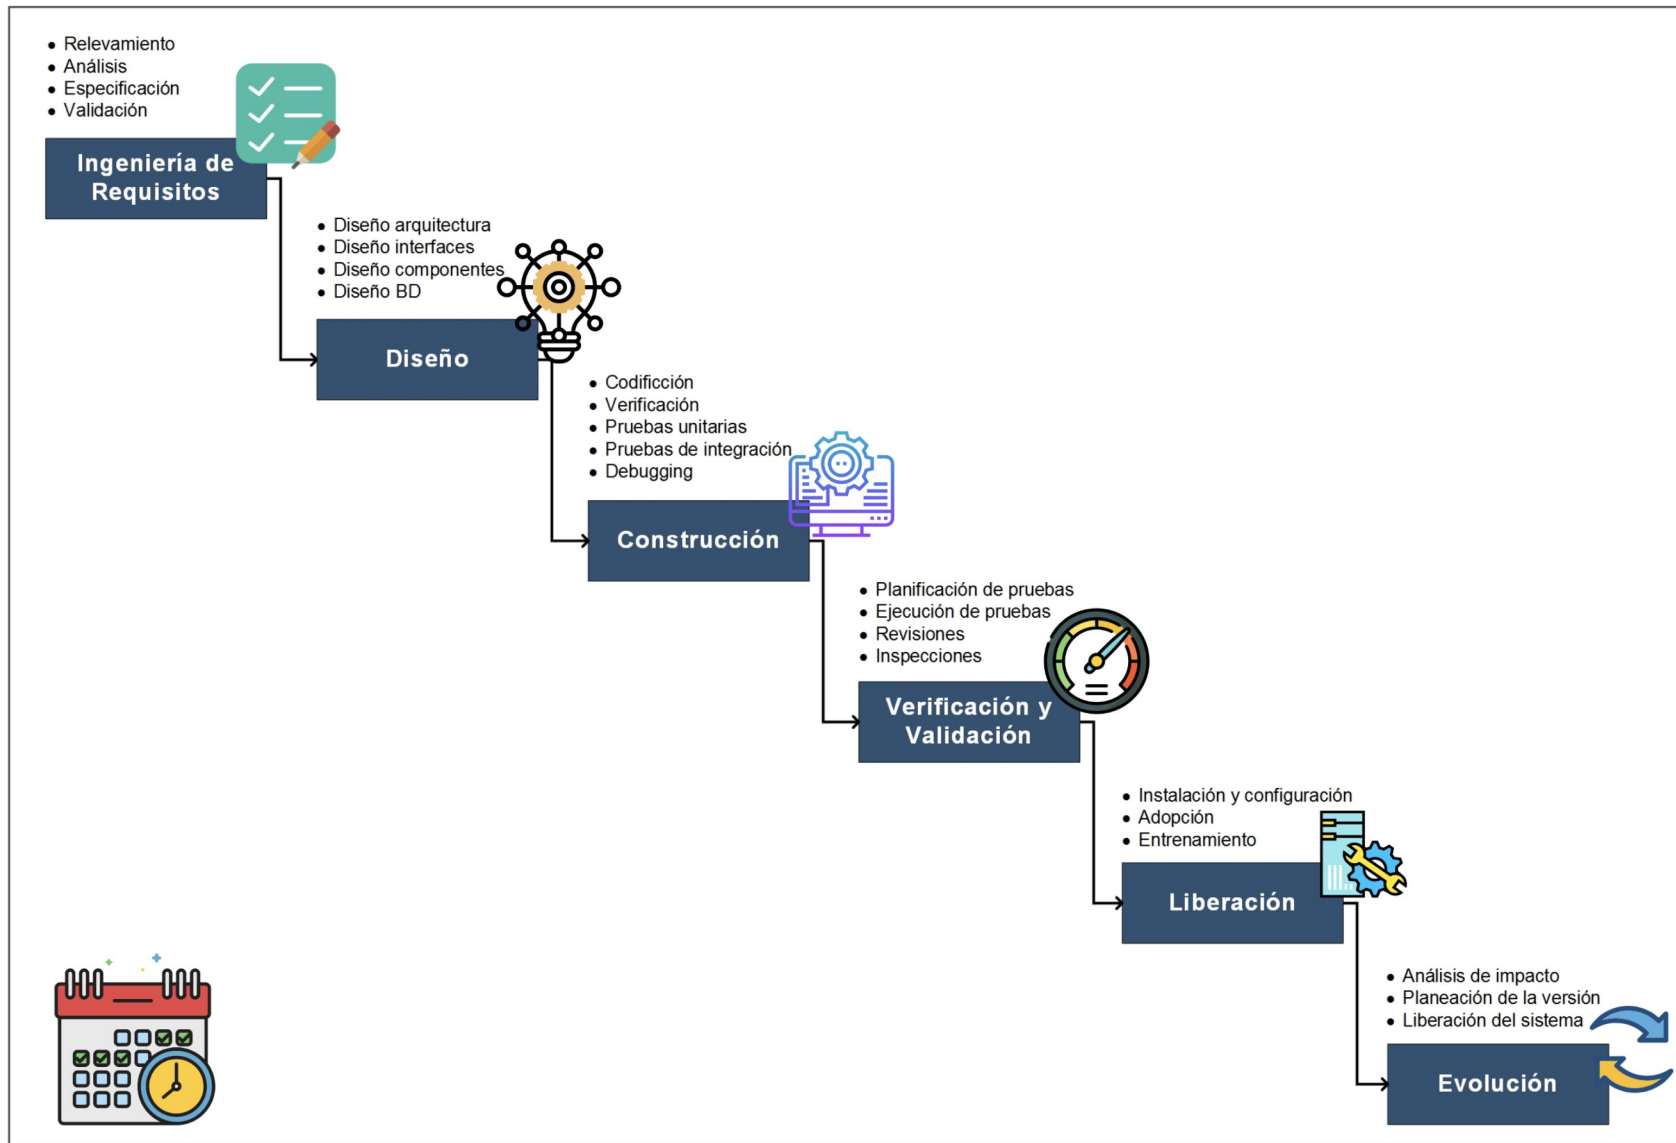 • Relevamiento
• Análisis
• Especificación
• Validación
Ingeniería de
Requisitos
• Diseño arquitectura
• Diseño interfaces
• Diseño componentes
• Diseño BD
Diseño
• Codificción
• Verificación
• Pruebas unitarias
• Pruebas de integración
• Debugging
Construcción
• Planificación de pruebas
• Ejecución de pruebas
• Revisiones
• Inspecciones
Verificación y
Validación
• Instalación y configuración
• Adopción
• Entrenamiento
Liberación
• Análisis de impacto
• Planeación de la versión
• Liberación del sistema
Evolución